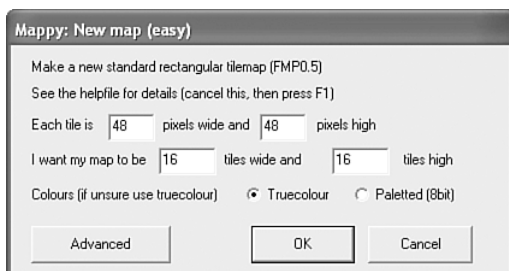 Mappy: New map (easy)
Make a new standard rectangular tilemap (FMP0.5)
See the helpfile for details (cancel this, then press F1)
Each tile is 48 pixels wide and 48 pixels high
I want my map to be 16 tiles wide and 16 tiles high
Colours (if unsure use truecolour) Truecolour Paletted (8bit)
Advanced OK Cancel